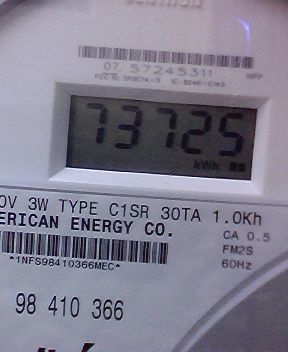 CENTRON
07 57245311
73725
kWh
0V 3W TYPE C1SR 30TA 1.0Kh
ERICAN ENERGY CO.
CA 0.5
FM2S
60Hz
*1NFS98410366MEC*
98 410 366